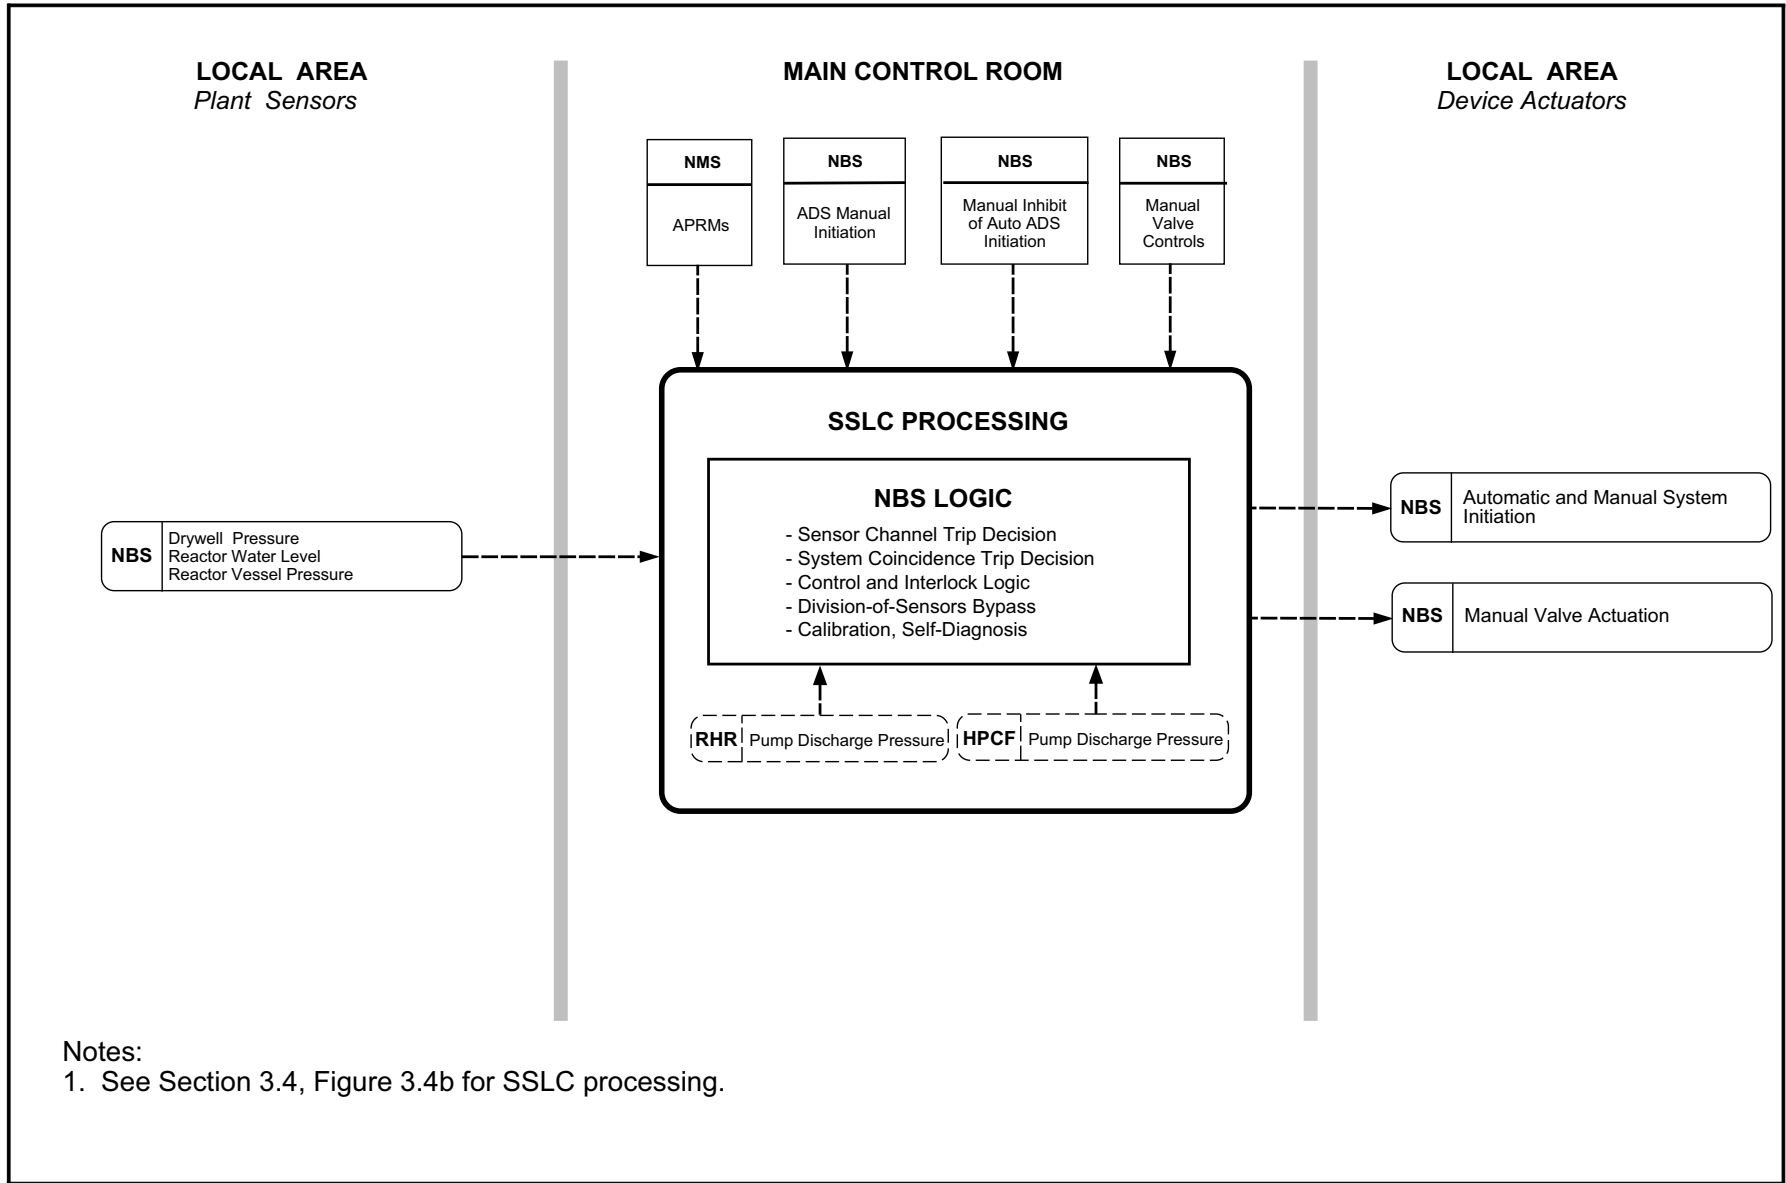 LOCAL AREA
Plant Sensors
MAIN CONTROL ROOM
LOCAL AREA
Device Actuators
NMS
APRMs
NBS
ADS Manual
Initiation
NBS
Manual Inhibit
of Auto ADS
Initiation
NBS
Manual
Valve
Controls
SSLC PROCESSING
NBS LOGIC
- Sensor Channel Trip Decision
- System Coincidence Trip Decision
- Control and Interlock Logic
- Division-of-Sensors Bypass
- Calibration, Self-Diagnosis
NBS
Drywell Pressure
Reactor Water Level
Reactor Vessel Pressure
NBS
Automatic and Manual System
Initiation
NBS
Manual Valve Actuation
RHR
Pump Discharge Pressure
HPCF
Pump Discharge Pressure
Notes:
1. See Section 3.4, Figure 3.4b for SSLC processing.